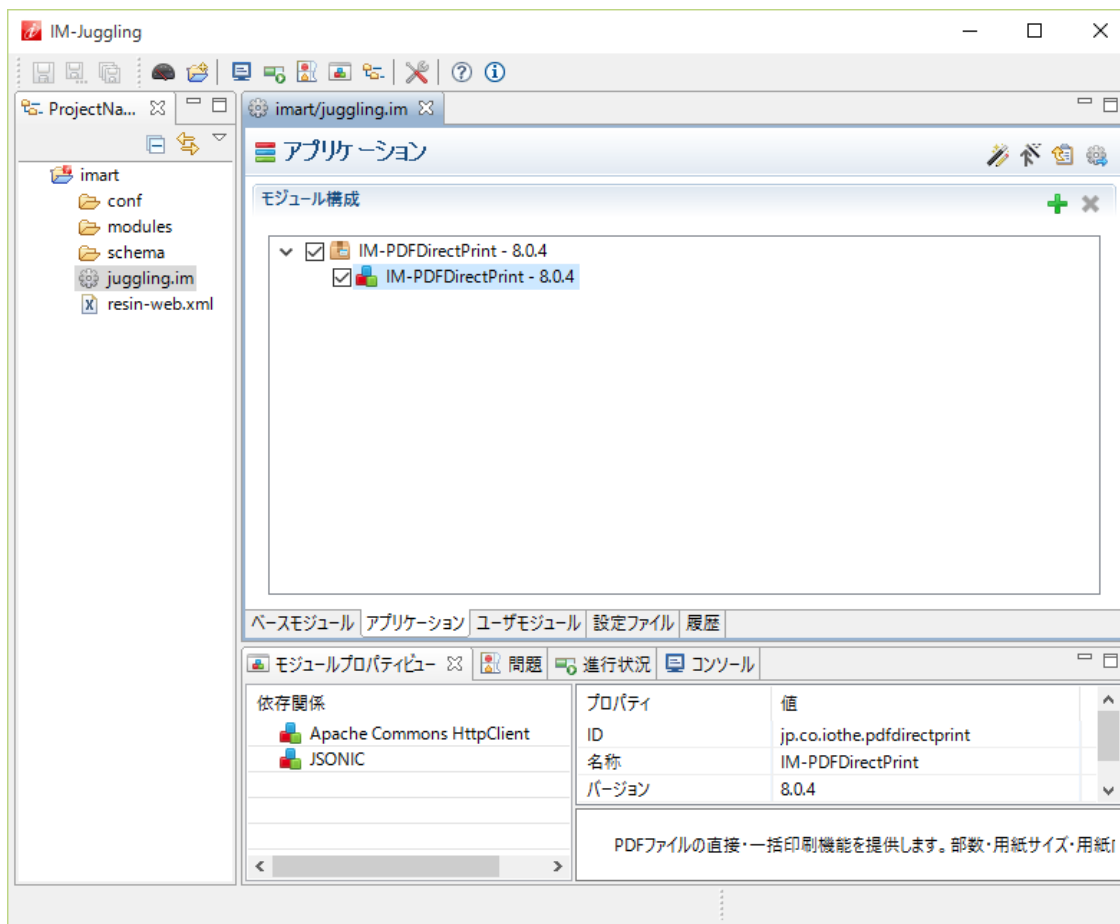 IM-Juggling
ProjectNa...
imart
conf
modules
schema
juggling.im
resin-web.xml
imart/juggling.im
アプリケーション
モジュール構成
IM-PDFDirectPrint - 8.0.4
IM-PDFDirectPrint - 8.0.4
ベースモジュール アプリケーション ユーザモジュール 設定ファイル 履歴
モジュールプロパティビュー 問題 進行状況 コンソール
依存関係
Apache Commons HttpClient
JSONIC
プロパティ 値
ID jp.co.iothe.pdfdirectprint
名称 IM-PDFDirectPrint
バージョン 8.0.4
PDFファイルの直接・一括印刷機能を提供します。部数・用紙サイズ・用紙